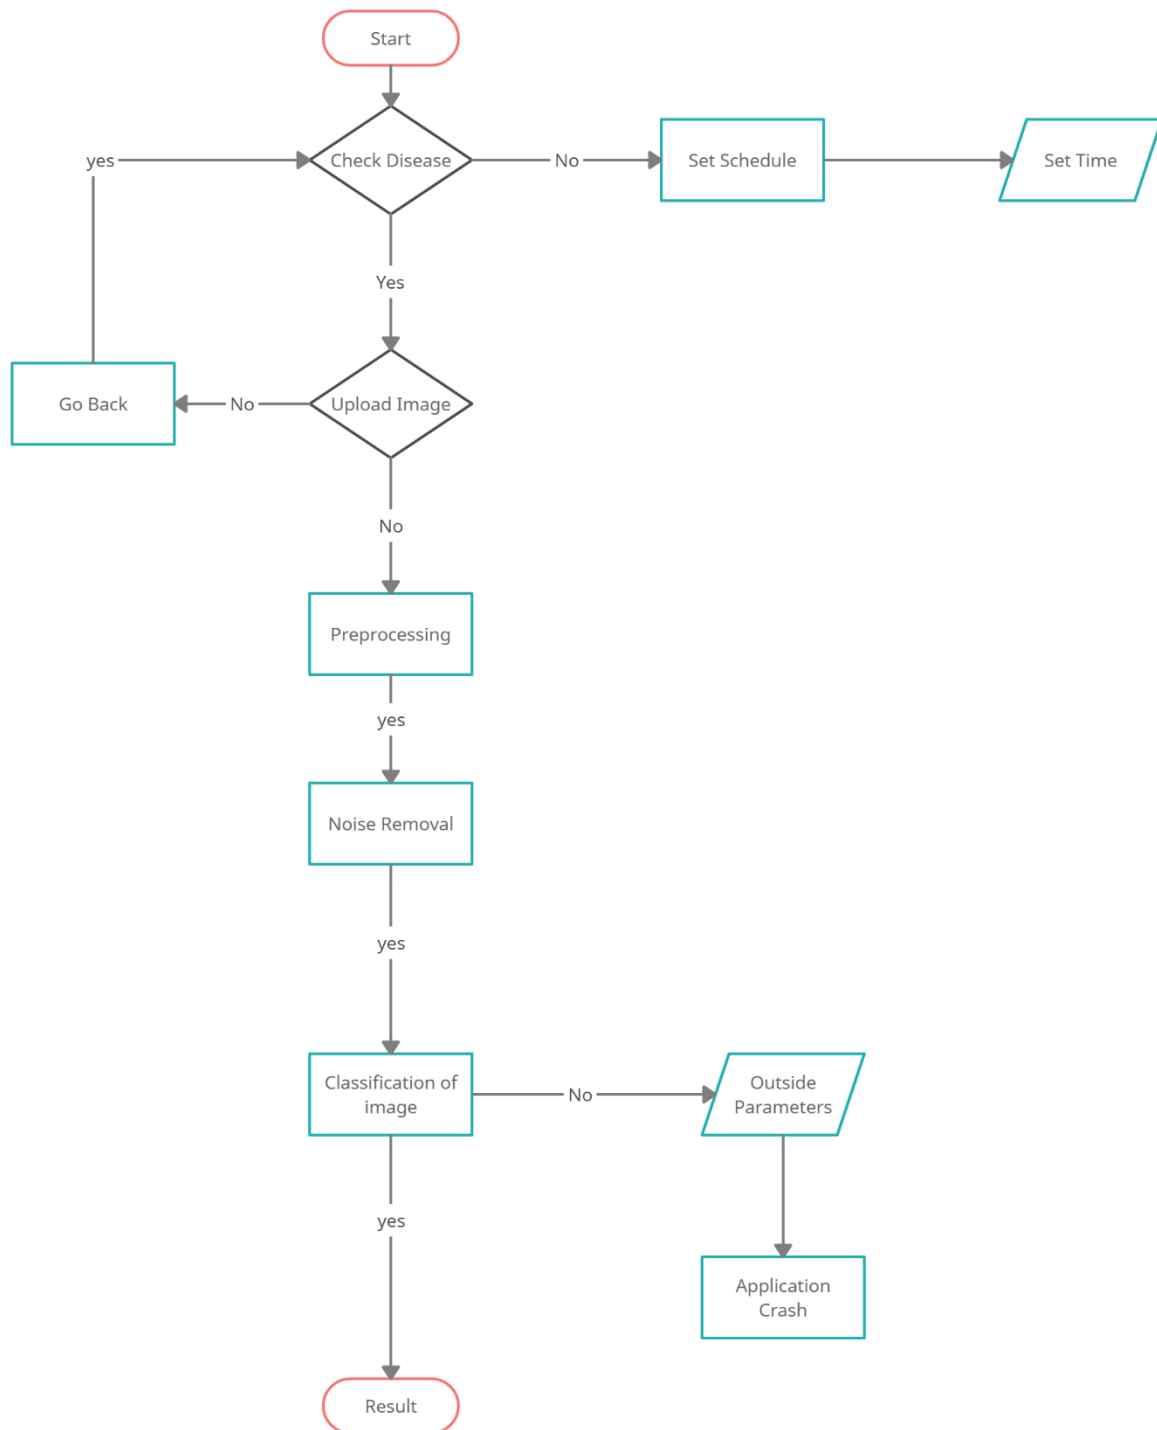 Start
yes
Check Disease
No
Set Schedule
Set Time
Yes
Go Back
No
Upload Image
No
Preprocessing
yes
Noise Removal
yes
Classification of
image
No
Outside
Parameters
yes
Application
Crash
Result